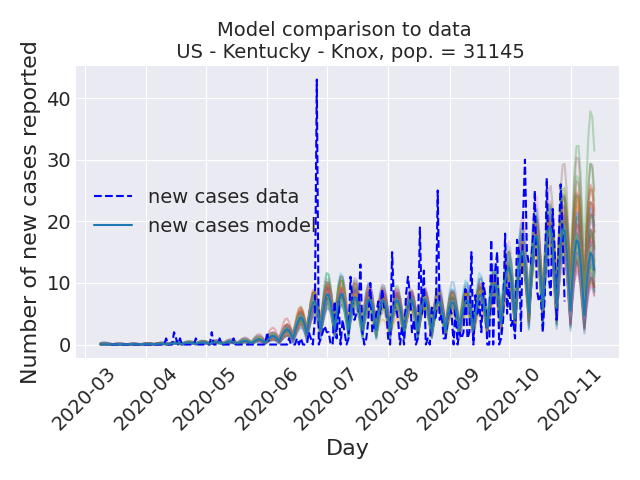 Model comparison to data
US - Kentucky - Knox, pop. = 31145
Number of new cases reported
40
30
20
10
0
new cases data
new cases model
2020-03
2020-04
2020-05
2020-06
2020-07
2020-08
2020-09
2020-10
2020-11
Day